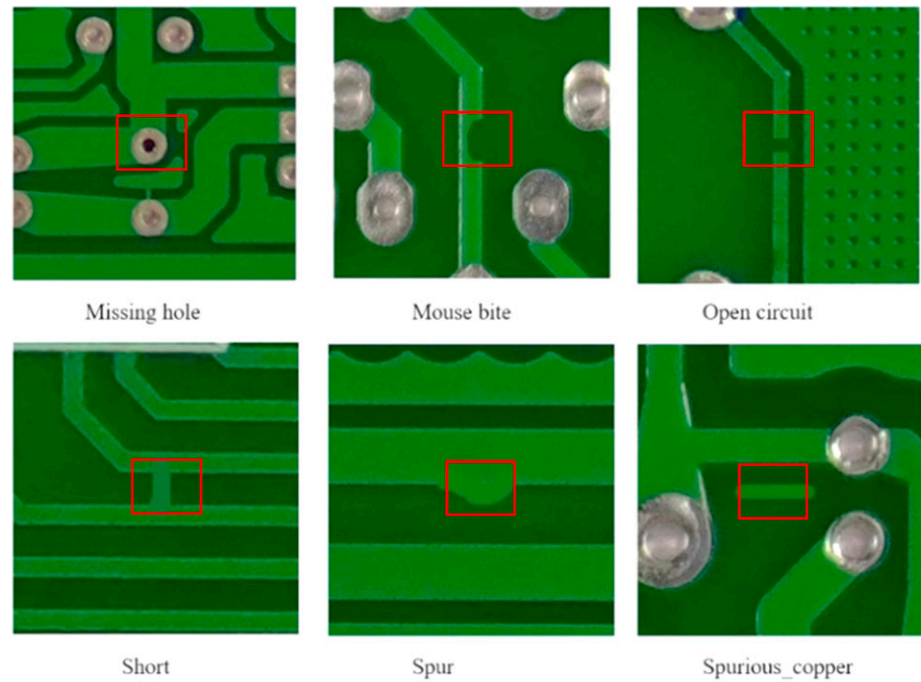 Missing hole
Mouse bite
Open circuit
Short
Spur
Spurious_copper